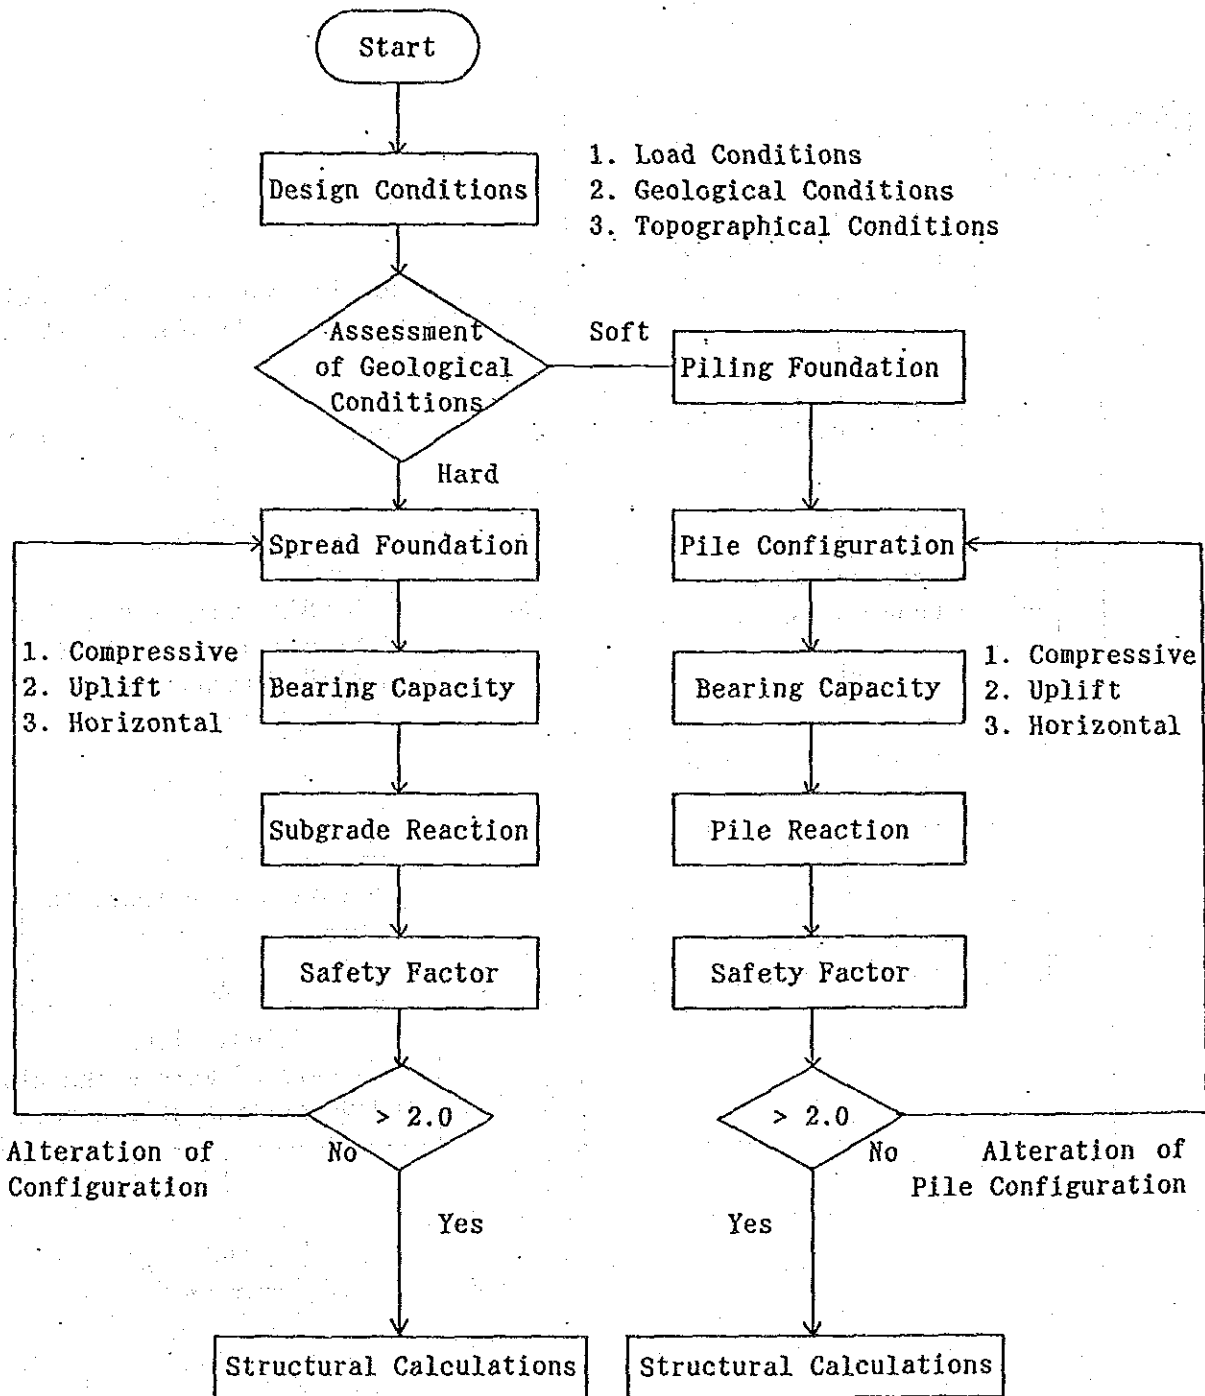 Start
Design Conditions
1. Load Conditions
2. Geological Conditions
3. Topographical Conditions
Assessment
of Geological
Conditions
Soft
Piling Foundation
Hard
Spread Foundation
Pile Configuration
1. Compressive
2. Uplift
3. Horizontal
Bearing Capacity
Bearing Capacity
1. Compressive
2. Uplift
3. Horizontal
Subgrade Reaction
Pile Reaction
Safety Factor
Safety Factor
> 2.0
> 2.0
Alteration of
Configuration
No
No
Alteration of
Pile Configuration
Yes
Yes
Structural Calculations
Structural Calculations